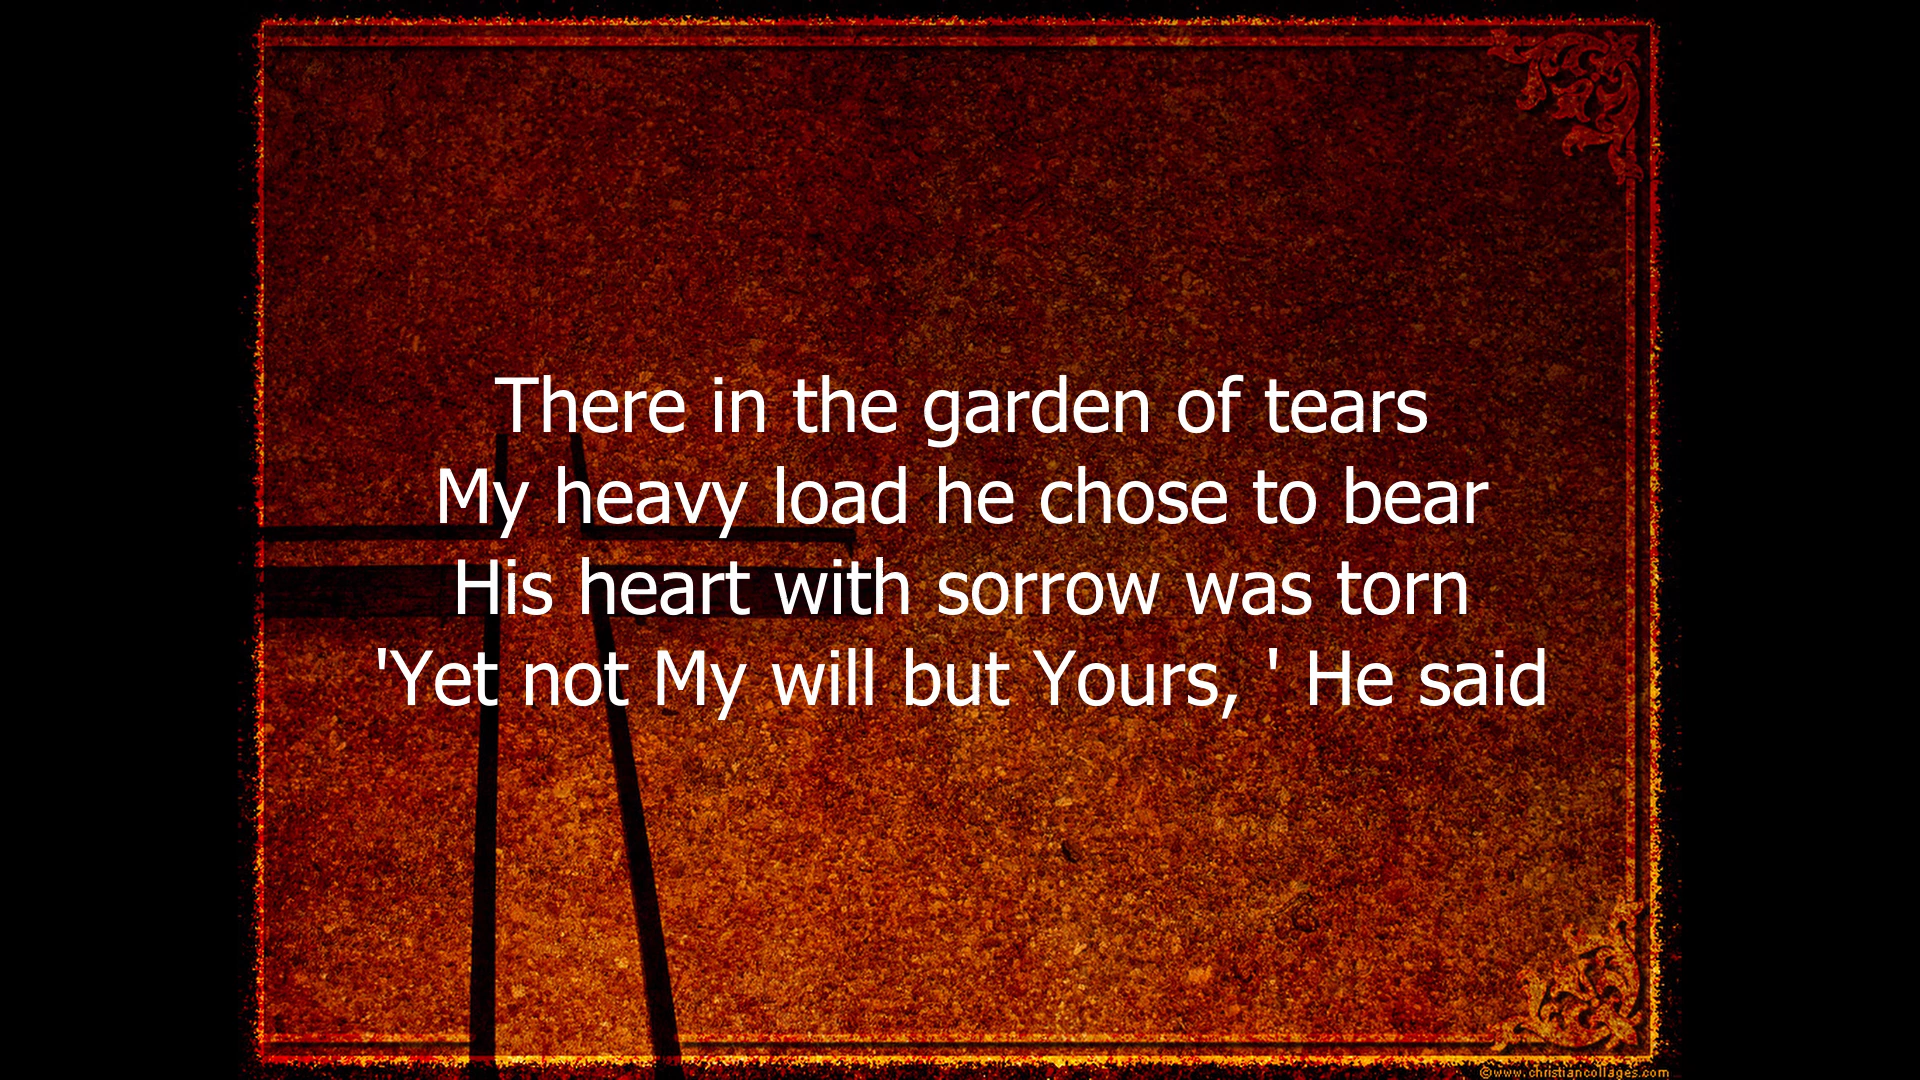 There in the garden of tears
My heavy load he chose to bear
His heart with sorrow was torn
'Yet not My will but Yours, ' He said
©www.christiancollages.com